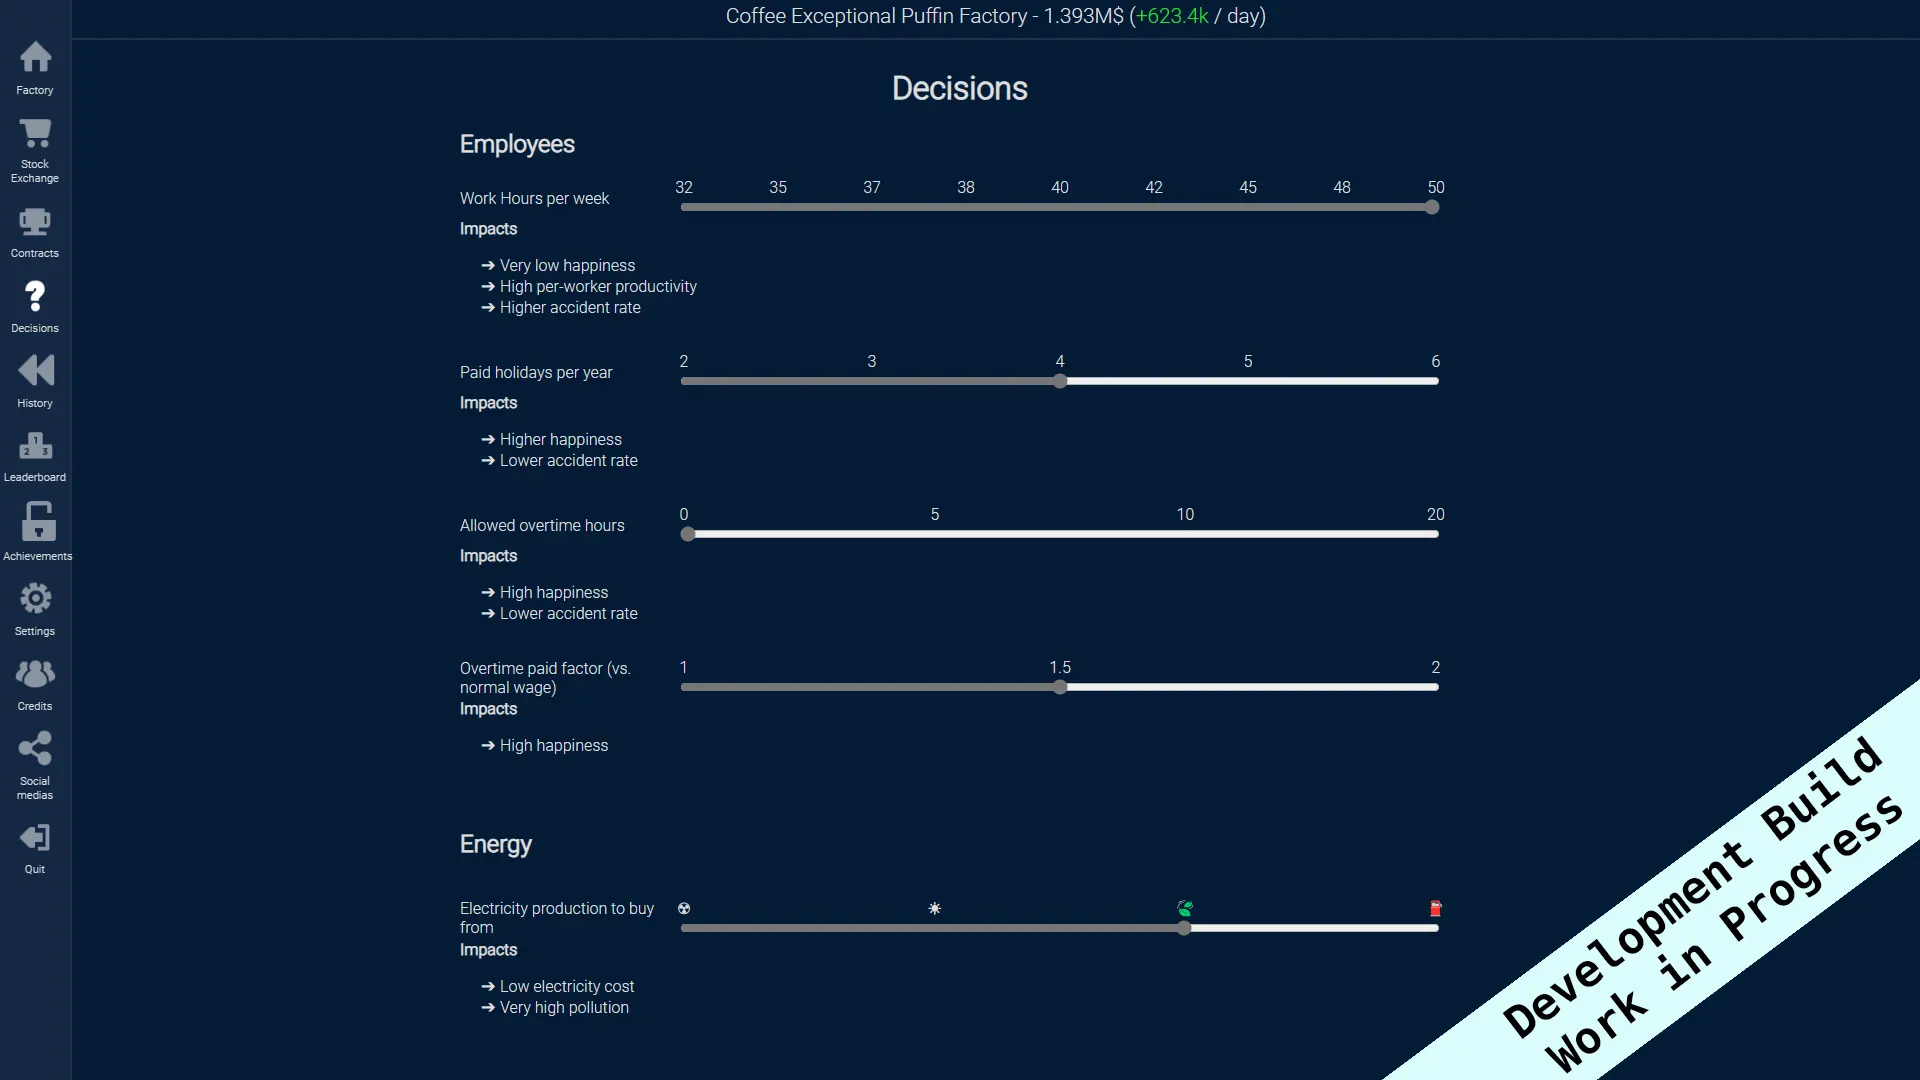 Coffee Exceptional Puffin Factory - 1.393M$ (+623.4k / day)
Factory
Stock
Exchange
Contracts
Decisions
History
1
2 3
Leaderboard
Achievements
Settings
Credits
Social
medias
Quit
Decisions
Employees
Work Hours per week
32 35 37 38 40 42 45 48 50
Impacts
➔ Very low happiness
➔ High per-worker productivity
➔ Higher accident rate
Paid holidays per year
2 3 4 5 6
Impacts
➔ Higher happiness
➔ Lower accident rate
Allowed overtime hours
0 5 10 20
Impacts
➔ High happiness
➔ Lower accident rate
Overtime paid factor (vs.
normal wage)
1 1.5 2
Impacts
➔ High happiness
Energy
Electricity production to buy
from
Impacts
➔ Low electricity cost
➔ Very high pollution
Development Build
Work in Progress